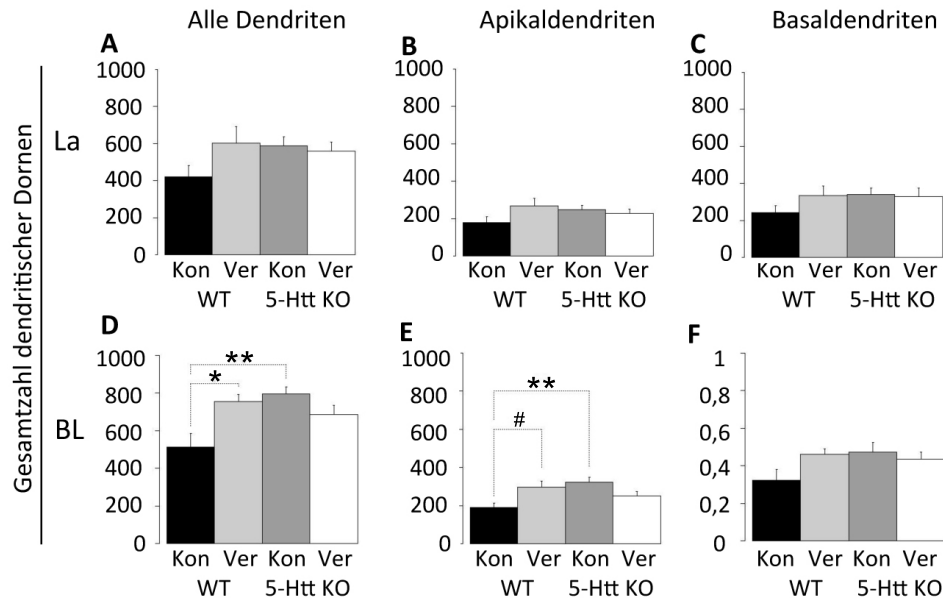 Alle Dendriten
Apikaldendriten
Basaldendriten
Gesamtzahl dendritischer Dornen
La
A
1000
800
600
400
200
0
Kon Ver Kon Ver
WT 5-Htt KO
B
1000
800
600
400
200
0
Kon Ver Kon Ver
WT 5-Htt KO
C
1000
800
600
400
200
0
Kon Ver Kon Ver
WT 5-Htt KO
BL
D
1000
800
600
400
200
0
**
*
Kon Ver Kon Ver
WT 5-Htt KO
E
1000
800
600
400
200
0
**
#
Kon Ver Kon Ver
WT 5-Htt KO
F
1
0,8
0,6
0,4
0,2
0
Kon Ver Kon Ver
WT 5-Htt KO